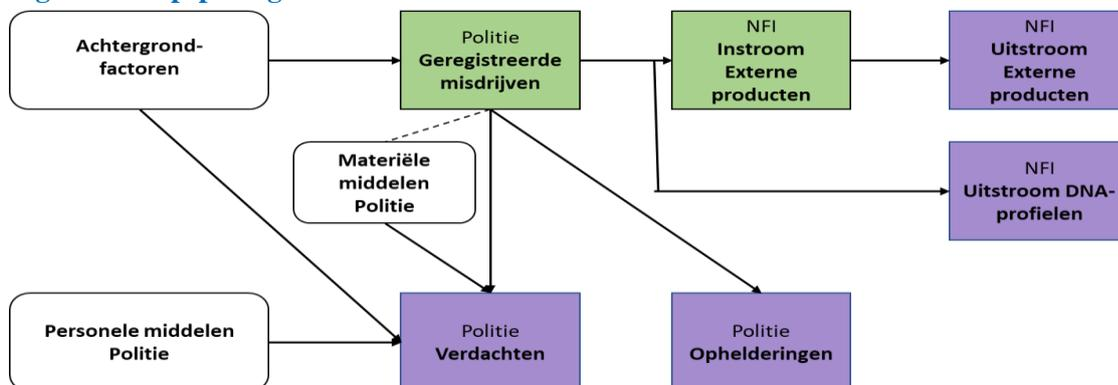 Achtergrond-
factoren
Politie
Geregistreerde
misdrijven
NFI
Instroom
Externe
producten
NFI
Uitstroom
Externe
producten
Materiële
middelen
Politie
NFI
Uitstroom DNA-
profielen
Personele middelen
Politie
Politie
Verdachten
Politie
Ophelderingen